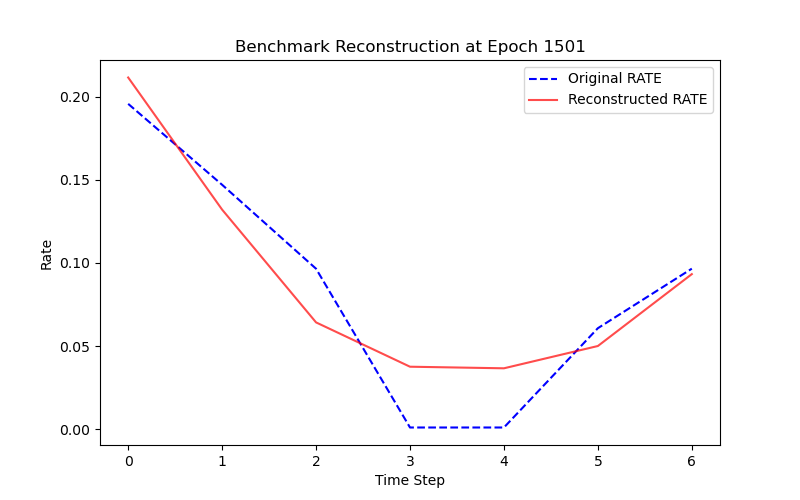 Benchmark Reconstruction at Epoch 1501
Original RATE
Reconstructed RATE
0.20
0.15
0.10
0.05
0.00
Rate
0 1 2 3 4 5 6
Time Step